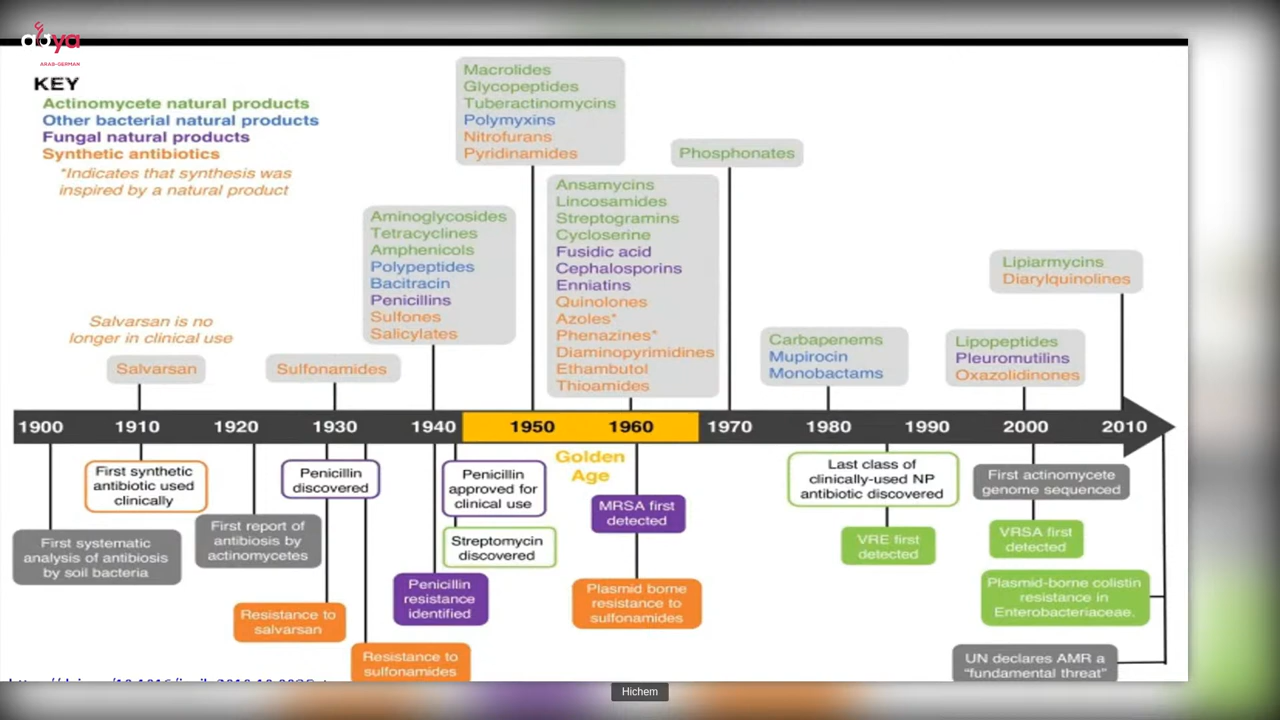 ARAB-GERMAN
KEY
Actinomycete natural products
Other bacterial natural products
Fungal natural products
Synthetic antibiotics
*Indicates that synthesis was
inspired by a natural product
Salvarsan is no
longer in clinical use
Salvarsan
Sulfonamides
Aminoglycosides
Tetracyclines
Amphenicols
Polypeptides
Bacitracin
Penicillins
Sulfones
Salicylates
Macrolides
Glycopeptides
Tuberactinomycins
Polymyxins
Nitrofurans
Pyridinamides
Ansamycins
Lincosamides
Streptogramins
Cycloserine
Fusidic acid
Cephalosporins
Enniatins
Quinolones
Azoles*
Phenazines*
Diaminopyrimidines
Ethambutol
Thioamides
Phosphonates
Carbapenems
Mupirocin
Monobactams
Lipopeptides
Pleuromutilins
Oxazolidinones
Lipiarmycins
Diarylquinolines
1900 1910 1920 1930 1940 1950 1960 1970 1980 1990 2000 2010
Golden
Age
First systematic
analysis of antibiosis
by soil bacteria
First synthetic
antibiotic used
clinically
First report of
antibiosis by
actinomycetes
Penicillin
discovered
Resistance to
salvarsan
Resistance to
sulfonamides
Penicillin
resistance
identified
Penicillin
approved for
clinical use
Streptomycin
discovered
MRSA first
detected
Plasmid borne
resistance to
sulfonamides
Last class of
clinically-used NP
antibiotic discovered
VRE first
detected
First actinomycete
genome sequenced
VRSA first
detected
Plasmid-borne colistin
resistance in
Enterobacteriaceae.
UN declares AMR a
"fundamental threat"
Hichem